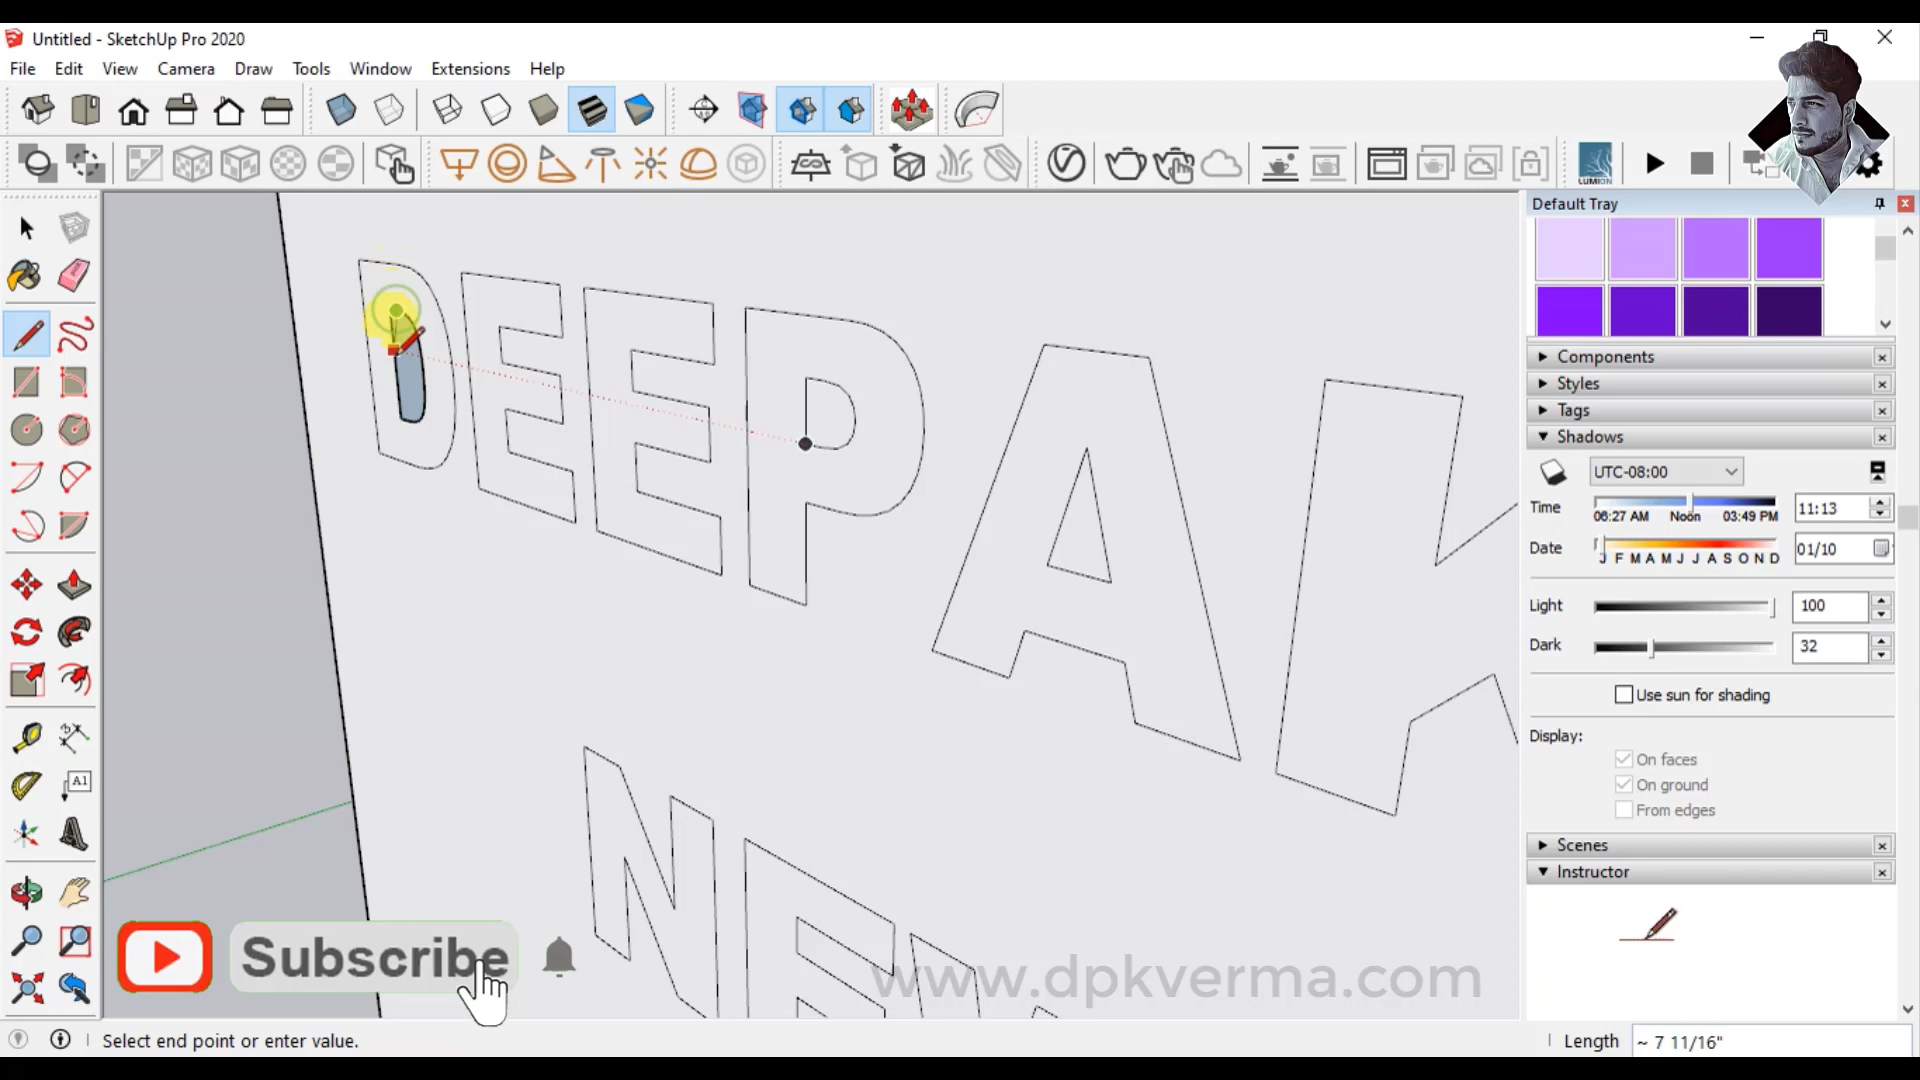 Untitled - SketchUp Pro 2020
File Edit View Camera Draw Tools Window Extensions Help
LUMION
Default Tray
Components
Styles
Tags
Shadows
UTC-08:00
Time 06:27 AM Noon 03:49 PM 11:13
Date J F M A M J J A S O N D 01/10
Light 100
Dark 32
Use sun for shading
Display:
On faces
On ground
From edges
Scenes
Instructor
A1
DEEPAK
NE
Subscribe
www.dpkverma.com
Select end point or enter value.
Length ~ 7 11/16"